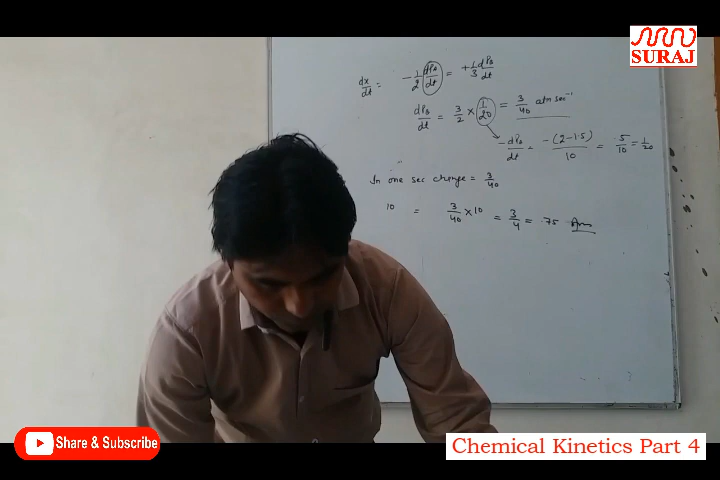 SURAJ
dx/dt = -1/2 dPA/dt = +1/3 dPB/dt
dPB/dt = 3/2 × 1/20 = 3/40 atm sec⁻¹
-dPA/dt = -(2-1.5)/10 = .5/10 = 1/20
In one sec change = 3/40
10 " = 3/40 × 10 = 3/4 = .75 Ans
Share & Subscribe
Chemical Kinetics Part 4